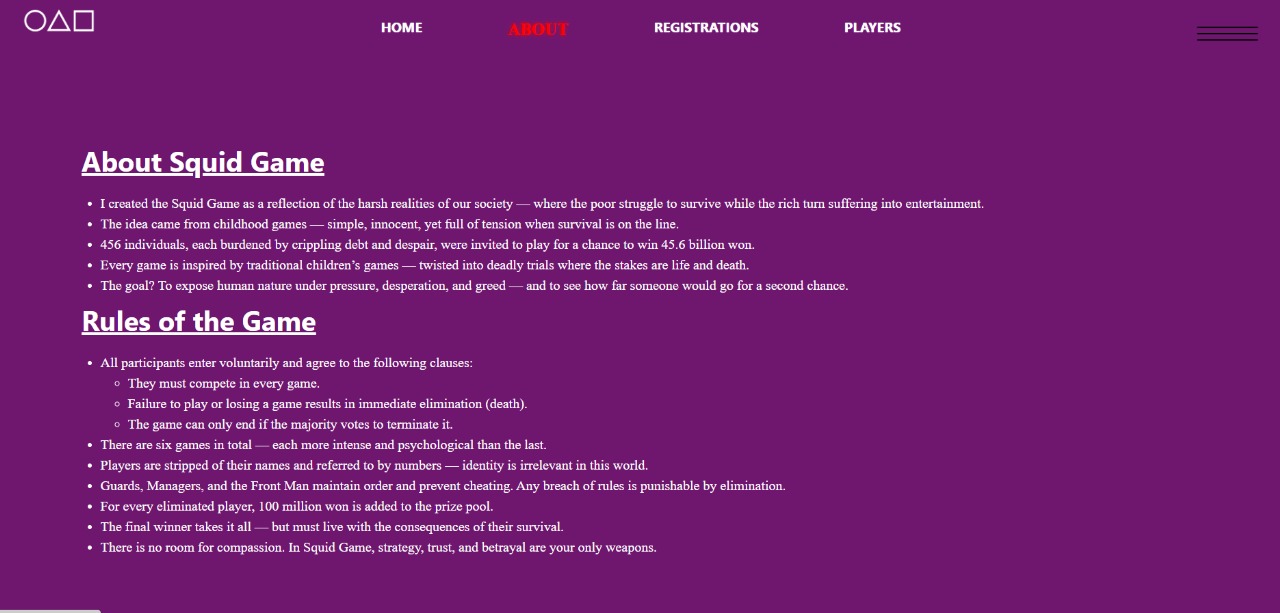 HOME ABOUT REGISTRATIONS PLAYERS
About Squid Game
• I created the Squid Game as a reflection of the harsh realities of our society — where the poor struggle to survive while the rich turn suffering into entertainment.
• The idea came from childhood games — simple, innocent, yet full of tension when survival is on the line.
• 456 individuals, each burdened by crippling debt and despair, were invited to play for a chance to win 45.6 billion won.
• Every game is inspired by traditional children’s games — twisted into deadly trials where the stakes are life and death.
• The goal? To expose human nature under pressure, desperation, and greed — and to see how far someone would go for a second chance.
Rules of the Game
• All participants enter voluntarily and agree to the following clauses:
◦ They must compete in every game.
◦ Failure to play or losing a game results in immediate elimination (death).
◦ The game can only end if the majority votes to terminate it.
• There are six games in total — each more intense and psychological than the last.
• Players are stripped of their names and referred to by numbers — identity is irrelevant in this world.
• Guards, Managers, and the Front Man maintain order and prevent cheating. Any breach of rules is punishable by elimination.
• For every eliminated player, 100 million won is added to the prize pool.
• The final winner takes it all — but must live with the consequences of their survival.
• There is no room for compassion. In Squid Game, strategy, trust, and betrayal are your only weapons.